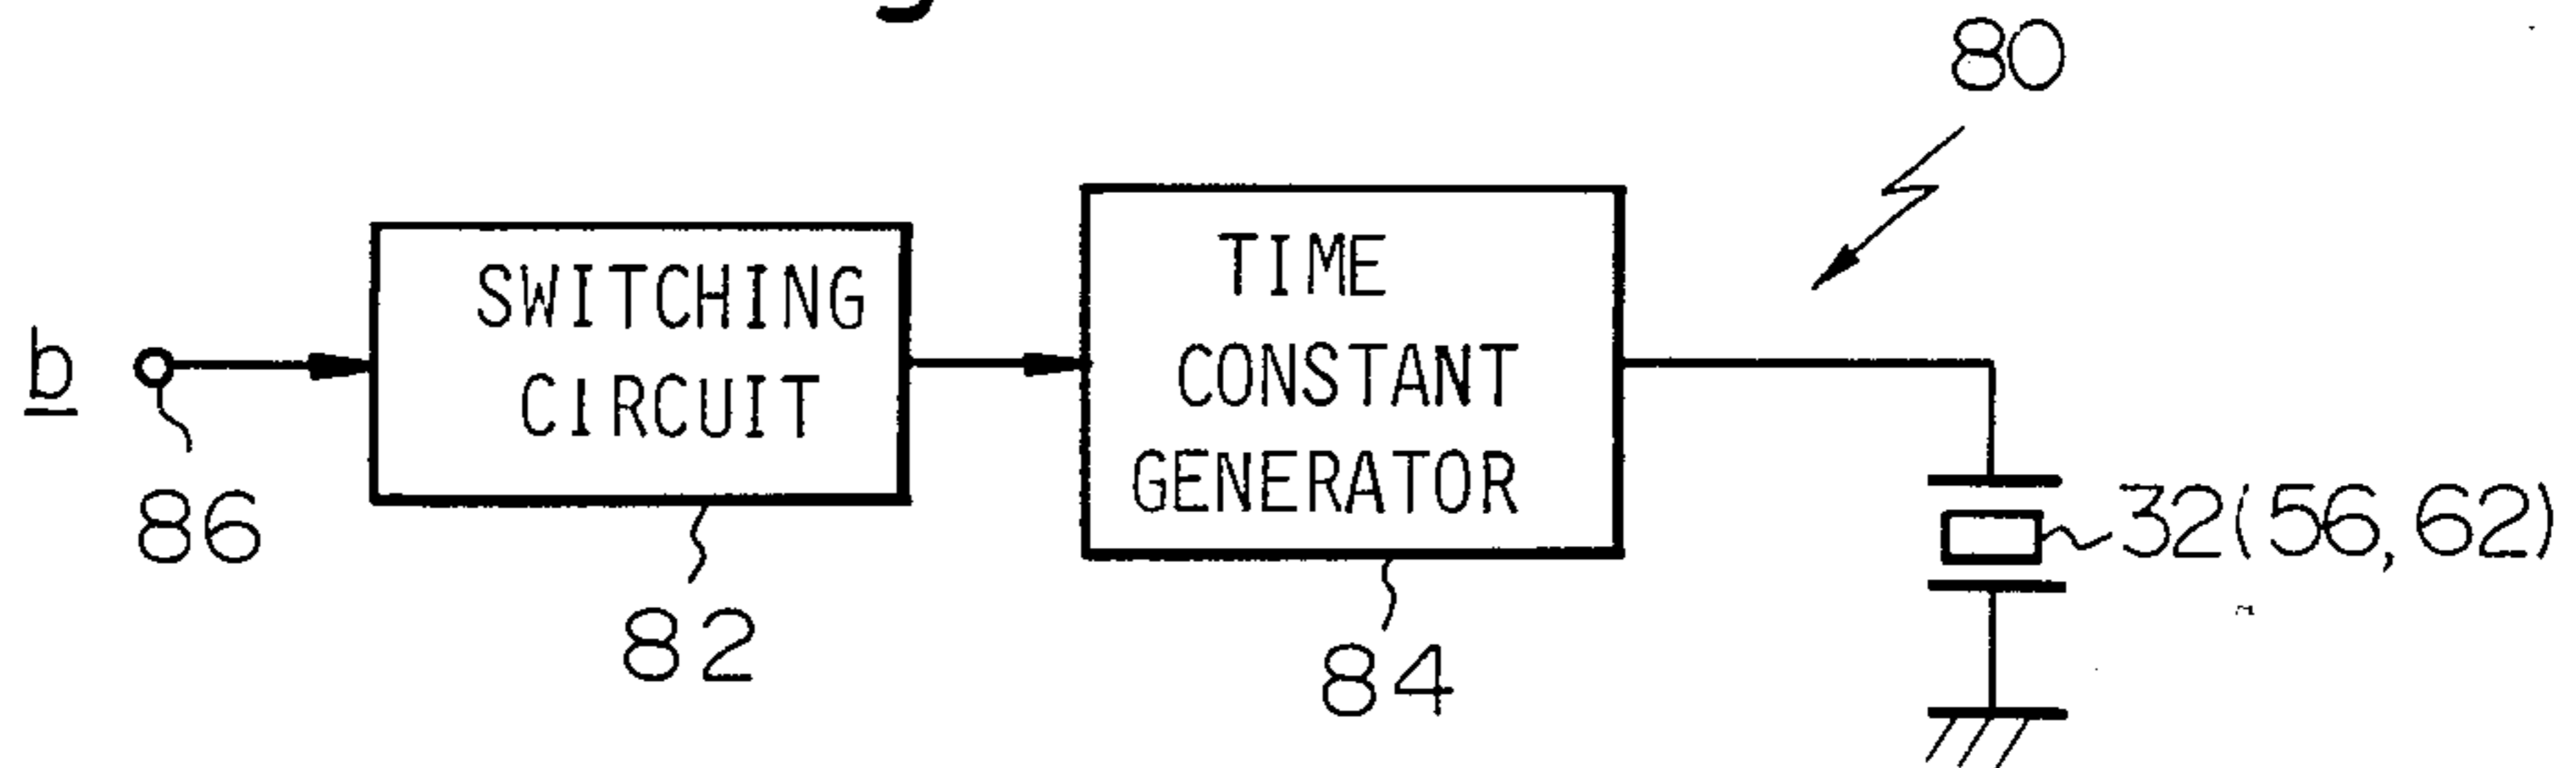 80
SWITCHING
CIRCUIT
TIME
CONSTANT
GENERATOR
b
86
82
84
32(56,62)